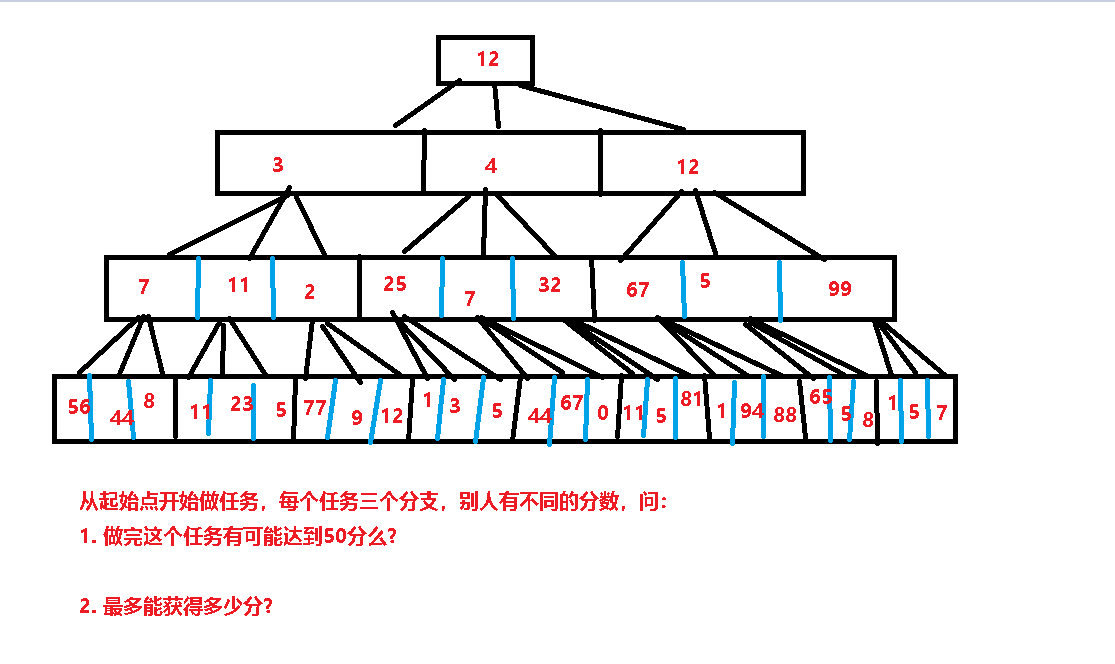 12
3 4 12
7 11 2 25 7 32 67 5 99
56 44 8 11 23 5 77 9 12 1 3 5 44 67 0 11 5 81 1 94 88 65 5 8 1 5 7
从起始点开始做任务，每个任务三个分支，别人有不同的分数，问：
1. 做完这个任务有可能达到50分么?
2. 最多能获得多少分?